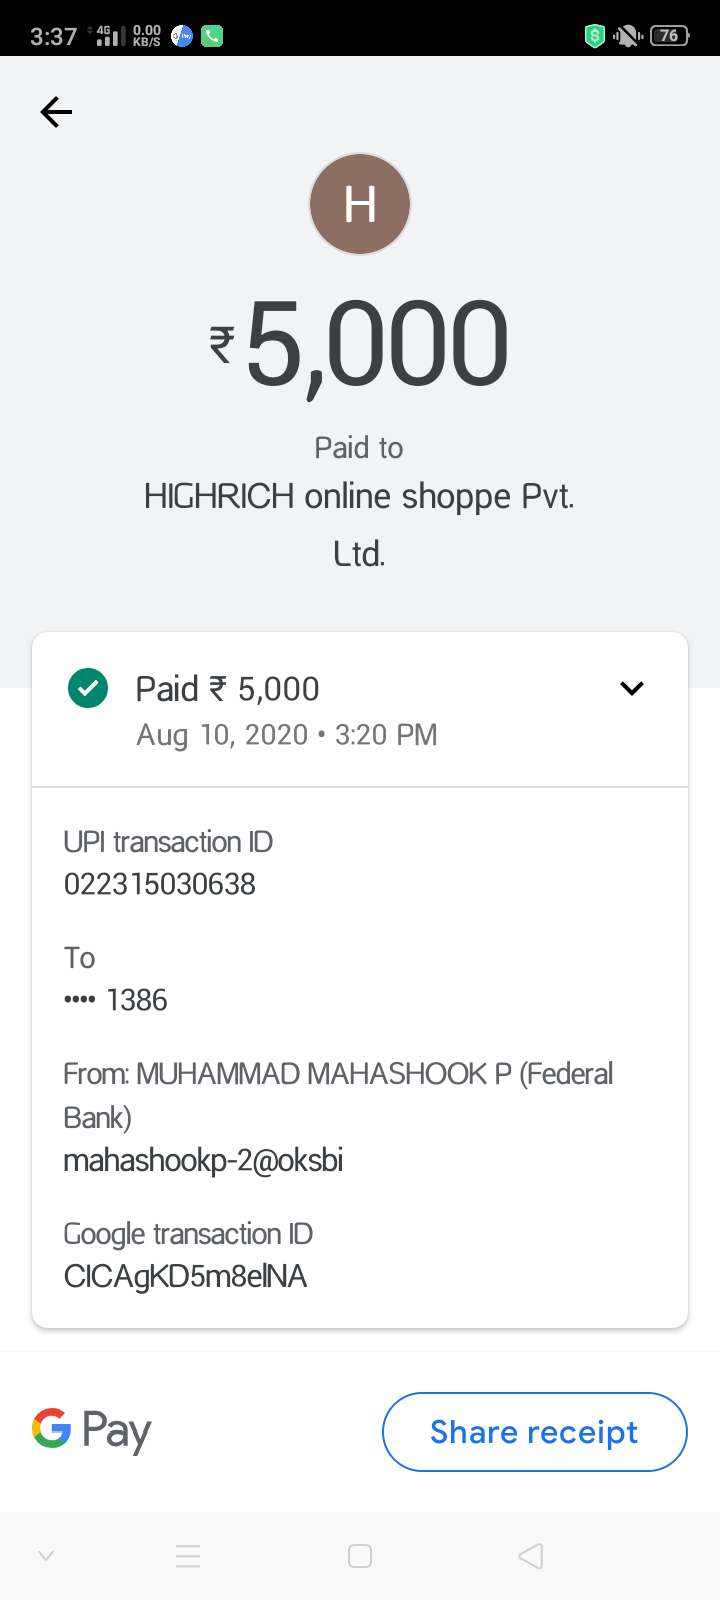 3:37 4G 0.00 KB/S 76
H
₹5,000
Paid to
HIGHRICH online shoppe Pvt.
Ltd.
Paid ₹ 5,000
Aug 10, 2020 • 3:20 PM
UPI transaction ID
022315030638
To
•••• 1386
From: MUHAMMAD MAHASHOOK P (Federal
Bank)
mahashookp-2@oksbi
Google transaction ID
CICAgKD5m8elNA
G Pay
Share receipt